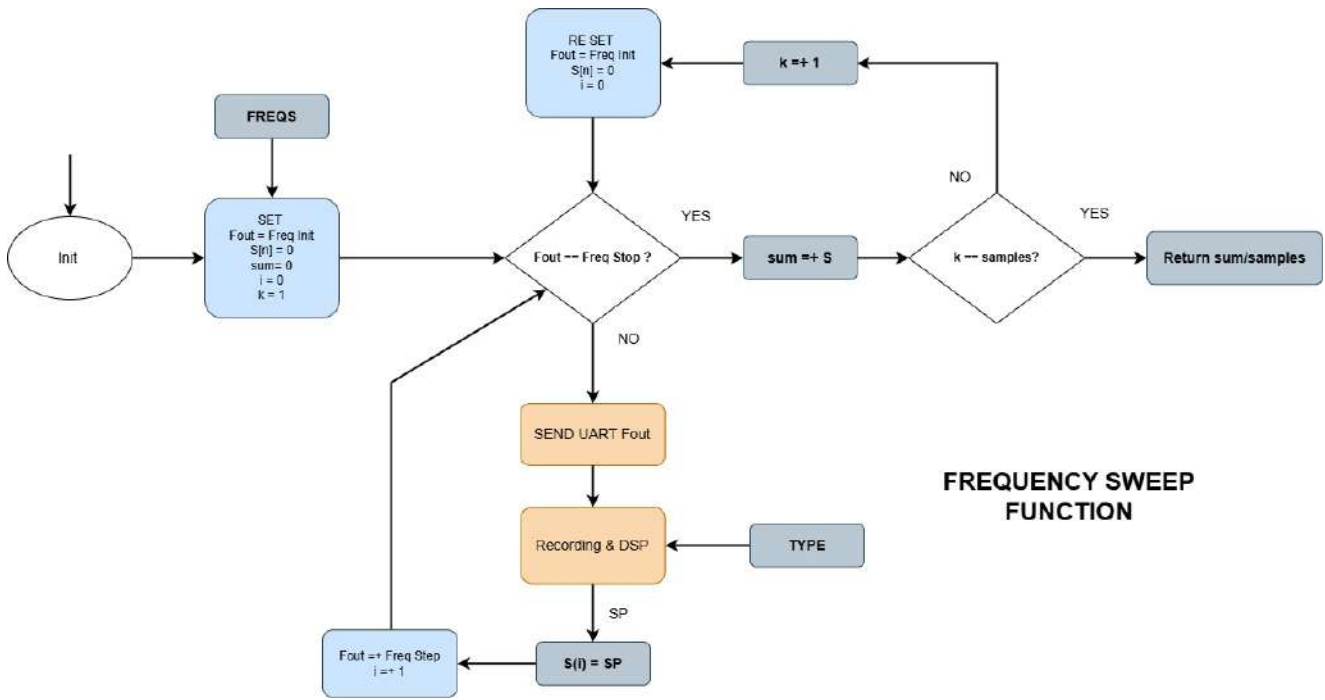 RE SET
Fout = Freq Init
S[n] = 0
i = 0
k =+ 1
FREQS
NO
YES
YES
SET
Fout = Freq Init
S[n] = 0
sum= 0
i = 0
k = 1
Init
Fout == Freq Stop ?
sum =+ S
k == samples?
Return sum/samples
NO
SEND UART Fout
FREQUENCY SWEEP
FUNCTION
Recording & DSP
TYPE
SP
Fout =+ Freq Step
i =+ 1
S(i) = SP